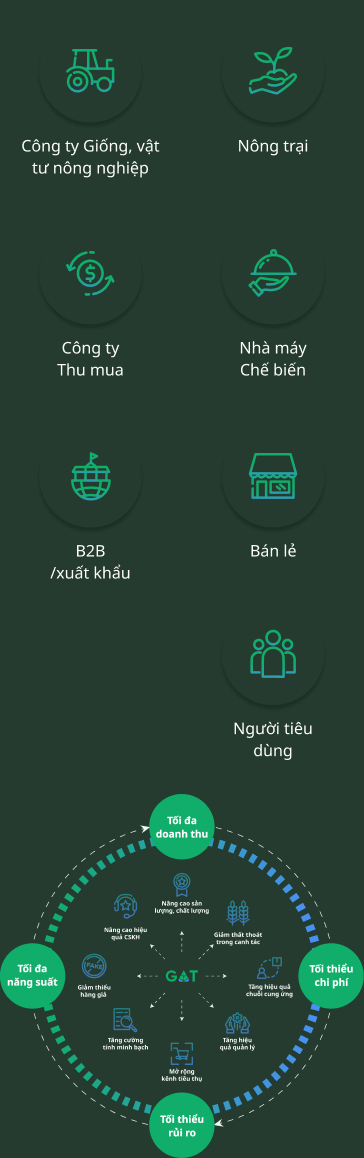 Công ty Giống, vật
tư nông nghiệp
Nông trại
Công ty
Thu mua
Nhà máy
Chế biến
B2B
/xuất khẩu
Bán lẻ
Người tiêu
dùng
Tối đa
doanh thu
Nâng cao sản
lượng, chất lượng
Nâng cao hiệu
quả CSKH
Giảm thất thoát
trong canh tác
Tối đa
năng suất
FAKE
Giảm thiểu
hàng giả
GAT
Tăng hiệu quả
chuỗi cung ứng
Tối thiểu
chi phí
Tăng cường
tính minh bạch
Tăng hiệu
quả quản lý
Mở rộng
kênh tiêu thụ
Tối thiểu
rủi ro